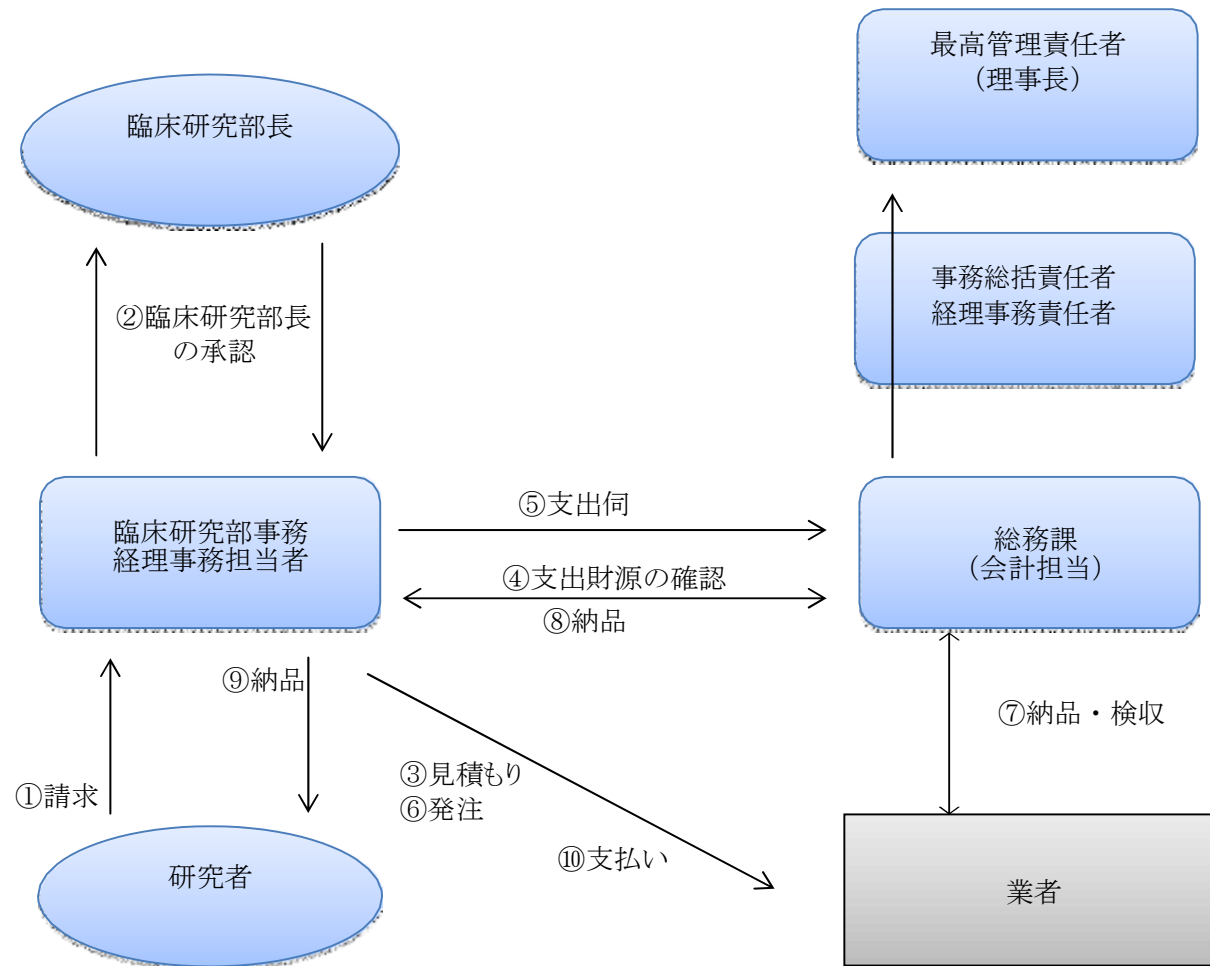 最高管理責任者
（理事長）
臨床研究部長
事務総括責任者
経理事務責任者
②臨床研究部長
の承認
⑤支出伺
臨床研究部事務
経理事務担当者
総務課
（会計担当）
④支出財源の確認
⑧納品
⑨納品
⑦納品・検収
③見積もり
①請求
⑥発注
⑩支払い
研究者
業者